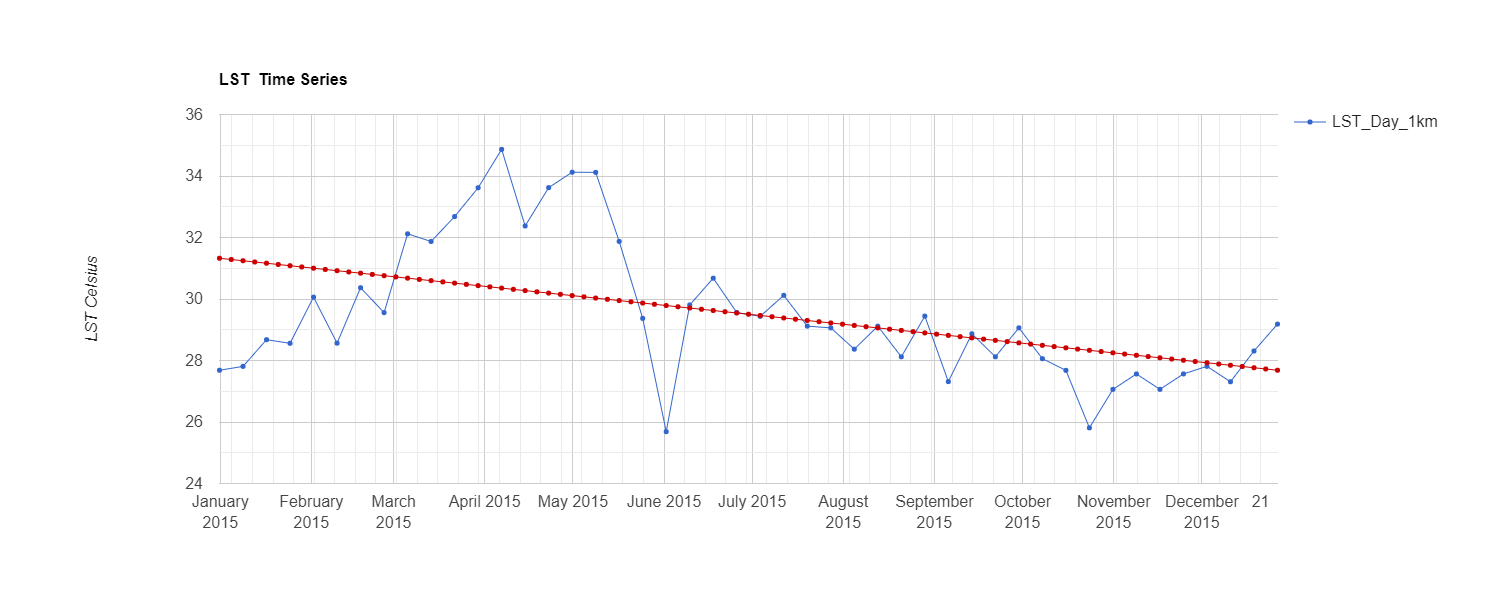 LST  Time Series
LST_Day_1km
LST Celsius
36
34
32
30
28
26
24
January 2015
February 2015
March 2015
April 2015
May 2015
June 2015
July 2015
August 2015
September 2015
October 2015
November 2015
December 2015
21